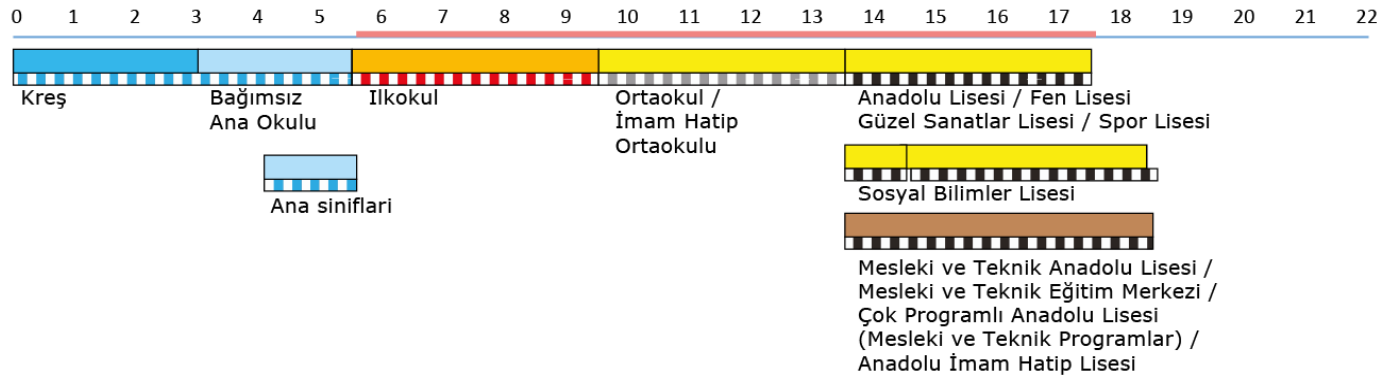 0 1 2 3 4 5 6 7 8 9 10 11 12 13 14 15 16 17 18 19 20 21 22
Kreş
Bağımsız
Ana Okulu
Ilkokul
Ortaokul /
İmam Hatip
Ortaokulu
Anadolu Lisesi / Fen Lisesi
Güzel Sanatlar Lisesi / Spor Lisesi
Ana siniflari
Sosyal Bilimler Lisesi
Mesleki ve Teknik Anadolu Lisesi /
Mesleki ve Teknik Eğitim Merkezi /
Çok Programlı Anadolu Lisesi
(Mesleki ve Teknik Programlar) /
Anadolu İmam Hatip Lisesi